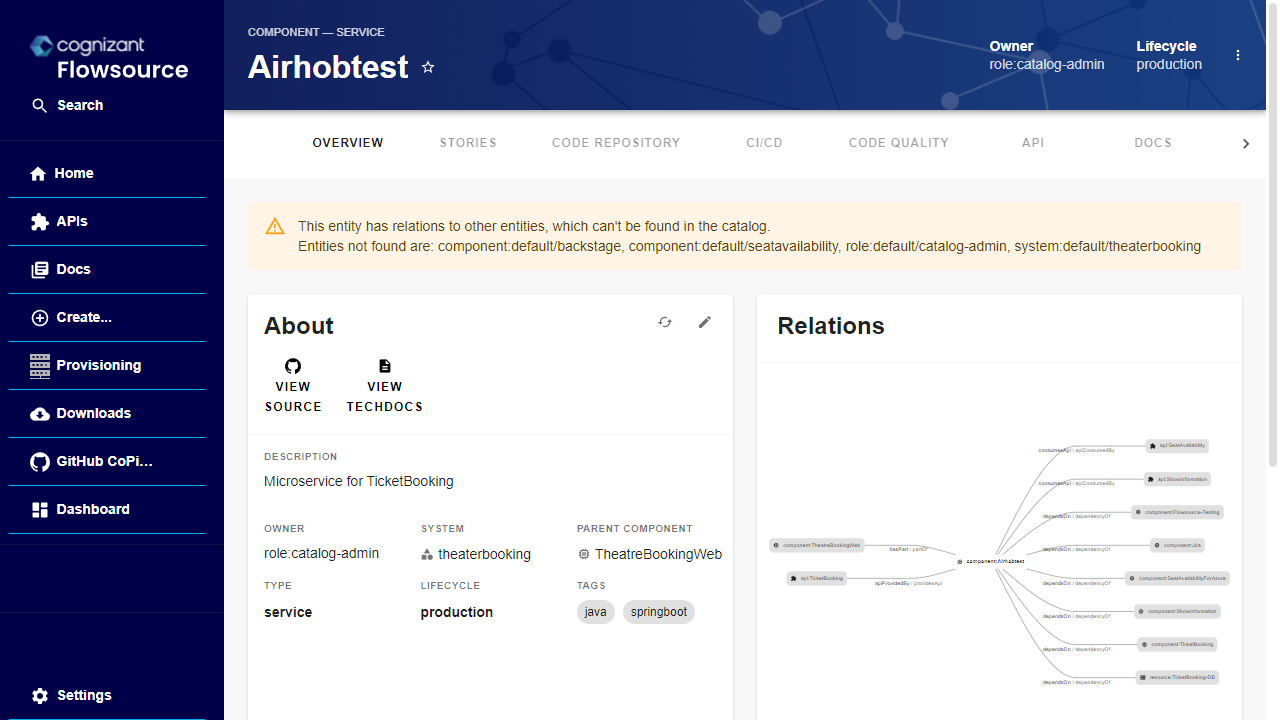 cognizant
Flowsource
Search
Home
APIs
Docs
Create...
Provisioning
Downloads
GitHub CoPi...
Dashboard
Settings
COMPONENT — SERVICE
Airhobtest
Owner
role:catalog-admin
Lifecycle
production
OVERVIEW STORIES CODE REPOSITORY CI/CD CODE QUALITY API DOCS
This entity has relations to other entities, which can't be found in the catalog.
Entities not found are: component:default/backstage, component:default/seatavailability, role:default/catalog-admin, system:default/theaterbooking
About
VIEW SOURCE
VIEW TECHDOCS
DESCRIPTION
Microservice for TicketBooking
OWNER
role:catalog-admin
SYSTEM
theaterbooking
PARENT COMPONENT
TheatreBookingWeb
TYPE
service
LIFECYCLE
production
TAGS
java springboot
Relations
consumesApi / apiConsumedBy
api:SeatAvailability
consumesApi / apiConsumedBy
api:ShowInformation
dependsOn / dependencyOf
component:Flowsource-Testing
component:TheatreBookingWeb
hasPart / partOf
dependsOn / dependencyOf
component:Jira
component:Airhobtest
api:TicketBooking
apiProvidedBy / providesApi
dependsOn / dependencyOf
component:SeatAvailabilityForAzure
dependsOn / dependencyOf
component:ShowInformation
dependsOn / dependencyOf
component:TicketBooking
dependsOn / dependencyOf
resource:TicketBooking-DB